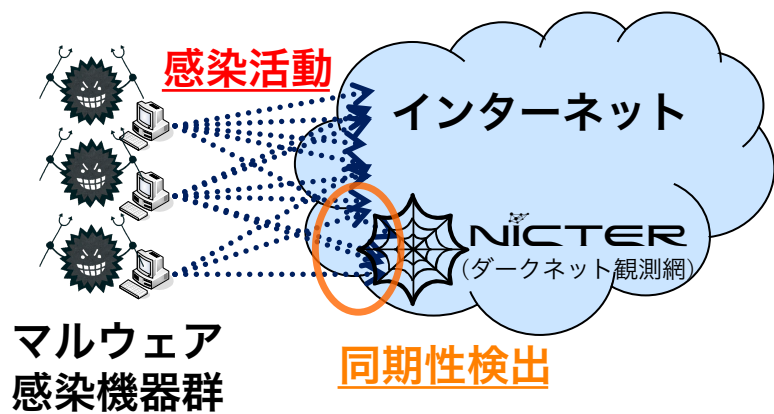 感染活動
インターネット
NICTER
(ダークネット観測網)
マルウェア
感染機器群
同期性検出